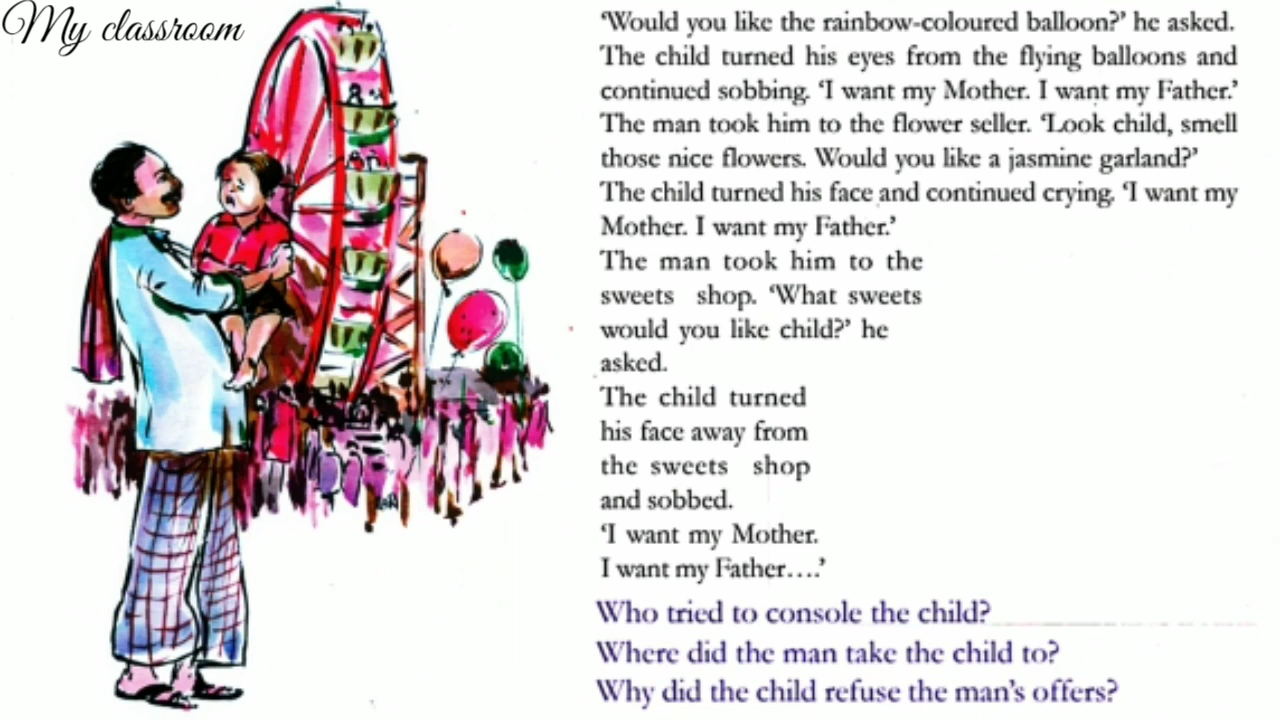 My classroom
‘Would you like the rainbow-coloured balloon?’ he asked.
The child turned his eyes from the flying balloons and
continued sobbing. ‘I want my Mother. I want my Father.’
The man took him to the flower seller. ‘Look child, smell
those nice flowers. Would you like a jasmine garland?’
The child turned his face and continued crying. ‘I want my
Mother. I want my Father.’
The man took him to the
sweets shop. ‘What sweets
would you like child?’ he
asked.
The child turned
his face away from
the sweets shop
and sobbed.
‘I want my Mother.
I want my Father….’
Who tried to console the child?
Where did the man take the child to?
Why did the child refuse the man’s offers?